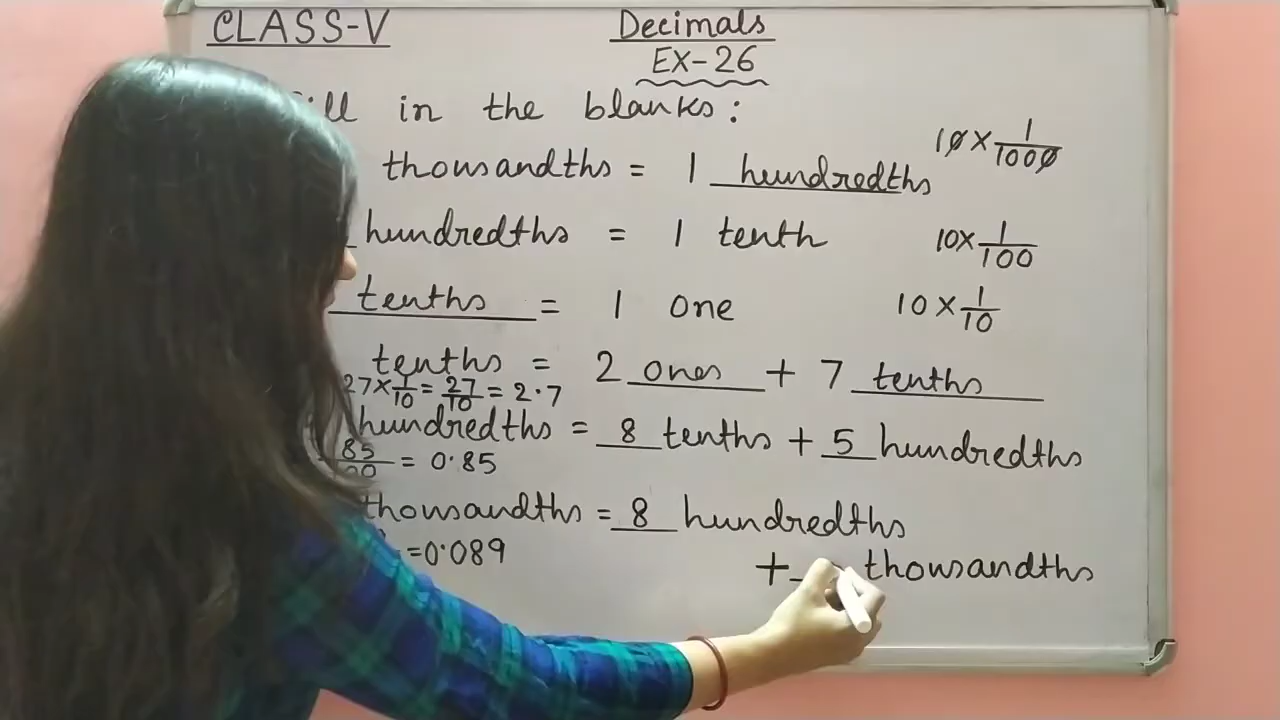 CLASS-V
Decimals
EX-26
in the blanks:
thousandths = 1 hundredths
10 × 1/1000
hundredths = 1 tenth
10 × 1/100
tenths = 1 one
10 × 1/10
tenths = 2 ones + 7 tenths
27 × 1/10 = 27/10 = 2.7
hundredths = 8 tenths + 5 hundredths
= 0.85
thousandths = 8 hundredths
= 0.089
+ thousandths